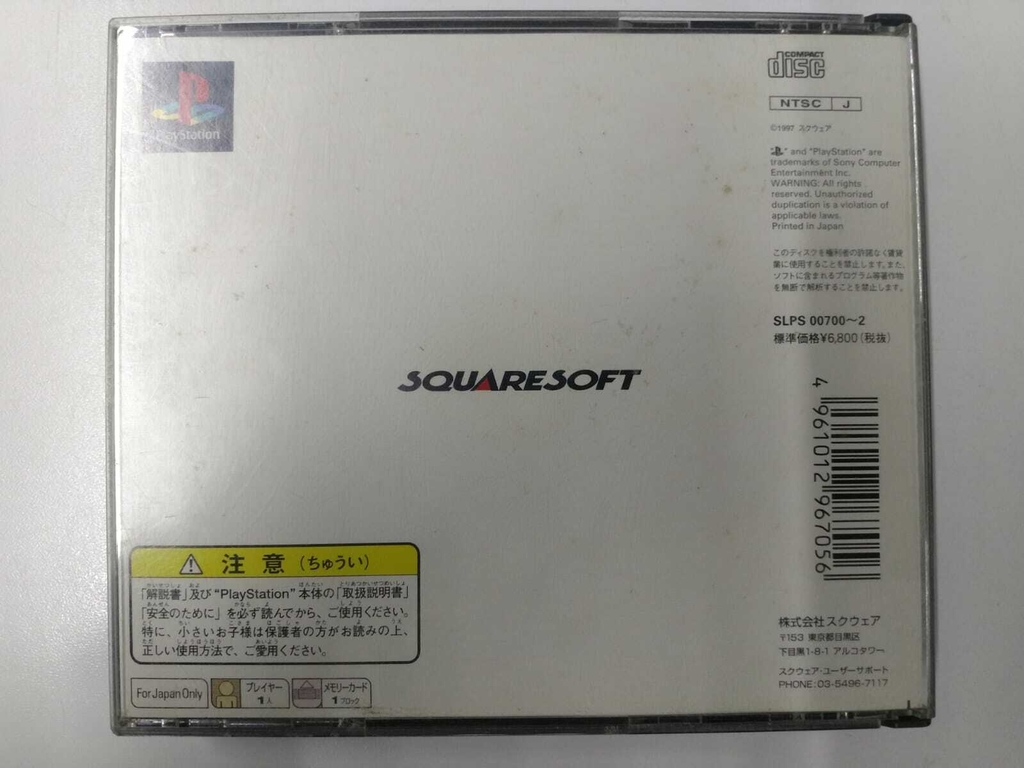 PlayStation
COMPACT
disc
NTSC J
©1997 スクウェア
" " and "PlayStation" are
trademarks of Sony Computer
Entertainment Inc.
WARNING: All rights
reserved. Unauthorized
duplication is a violation of
applicable laws.
Printed in Japan
このディスクを権利者の許諾なく賃貸
業に使用することを禁止します。また、
ソフトに含まれるプログラム等著作物
を無断で解析することを禁止します。
SLPS 00700〜2
標準価格¥6,800(税抜)
SQUARESOFT
4 961012 967056
注意(ちゅうい)
「解説書」及び"PlayStation"本体の「取扱説明書」
「安全のために」を必ず読んでから、ご使用ください。
特に、小さいお子様は保護者の方がお読みの上、
正しい使用方法で、ご愛用ください。
For Japan Only
プレイヤー
1人
メモリーカード
1ブロック
株式会社スクウェア
〒153 東京都目黒区
下目黒1-8-1 アルコタワー
スクウェア・ユーザーサポート
PHONE:03-5496-7117